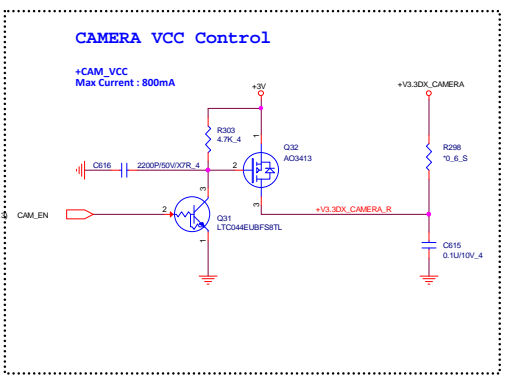 CAMERA VCC Control
+CAM_VCC
Max Current : 800mA
+3V
+V3.3DX_CAMERA
R303
4.7K_4
1
Q32
AO3413
R298
*0_6_S
C616
2200P/50V/X7R_4
2
3
3
CAM_EN
2
Q31
LTC044EUBFS8TL
+V3.3DX_CAMERA_R
1
C615
0.1U/10V_4